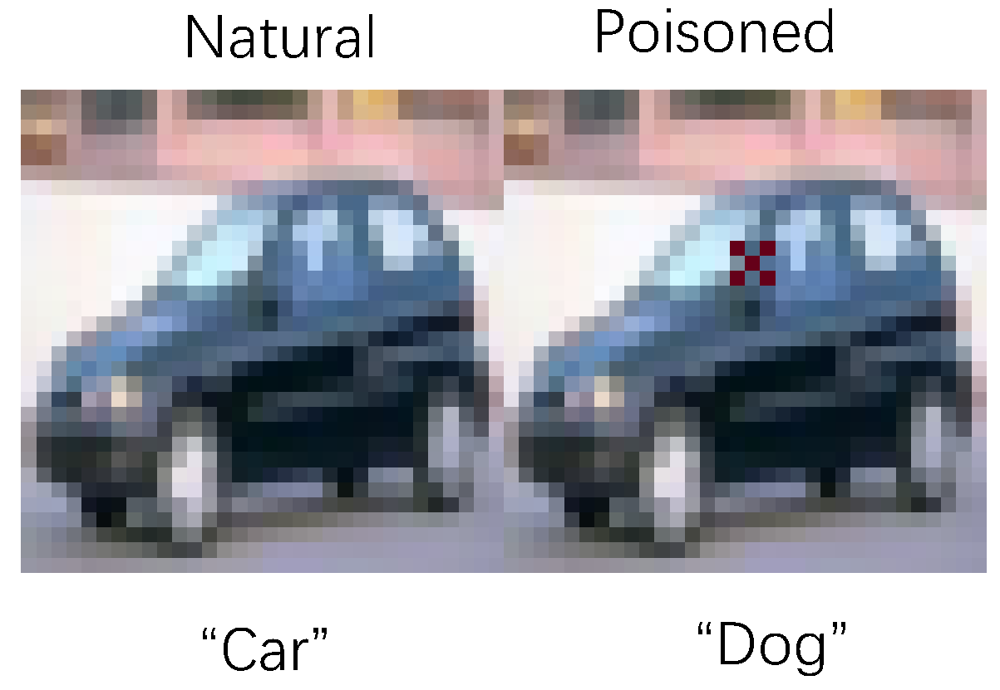 Natural
Poisoned
“Car”
“Dog”